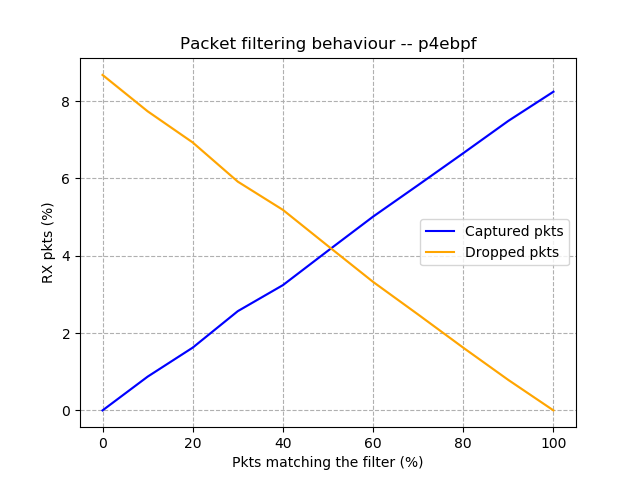 Packet filtering behaviour -- p4ebpf
RX pkts (%)
8
6
4
2
0
Captured pkts
Dropped pkts
0 20 40 60 80 100
Pkts matching the filter (%)